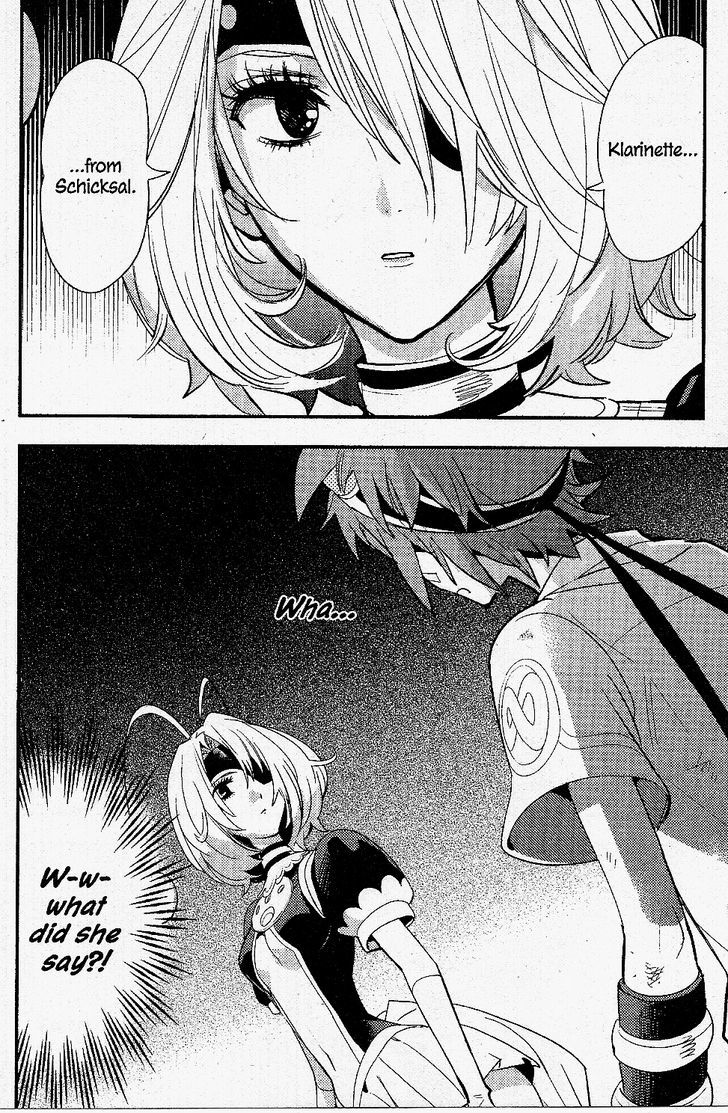 Klarinette...
...from
Schicksal.
Wha...
W-w-
what
did she
say?!